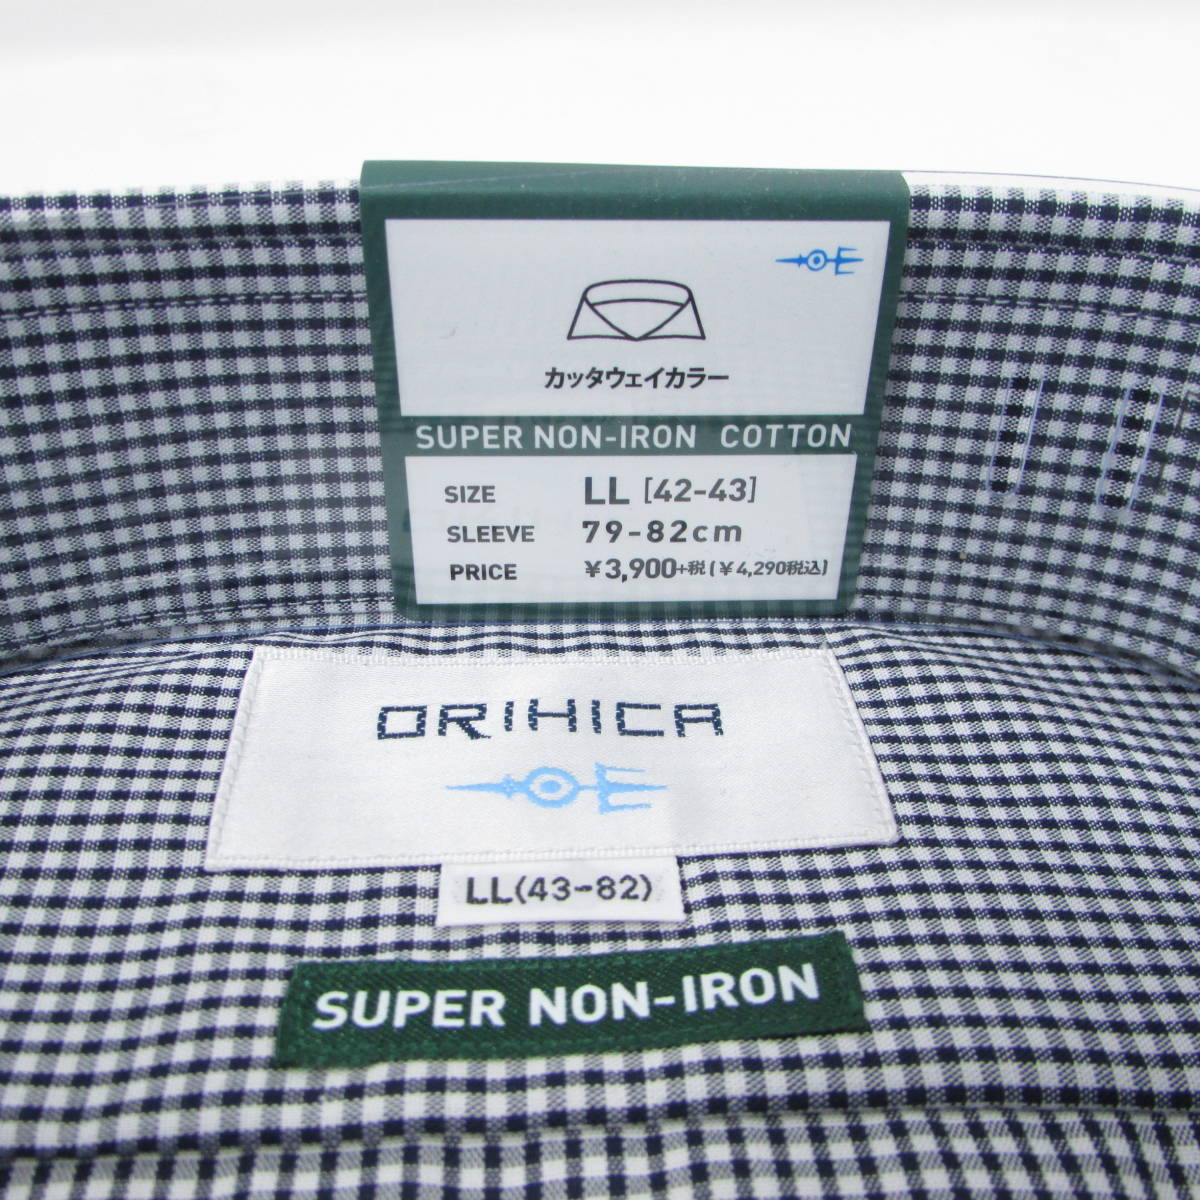 カッタウェイカラー
SUPER NON-IRON COTTON
SIZE LL [42-43]
SLEEVE 79-82cm
PRICE ¥3,900+税(¥4,290税込)
ORIHICA
LL(43-82)
SUPER NON-IRON